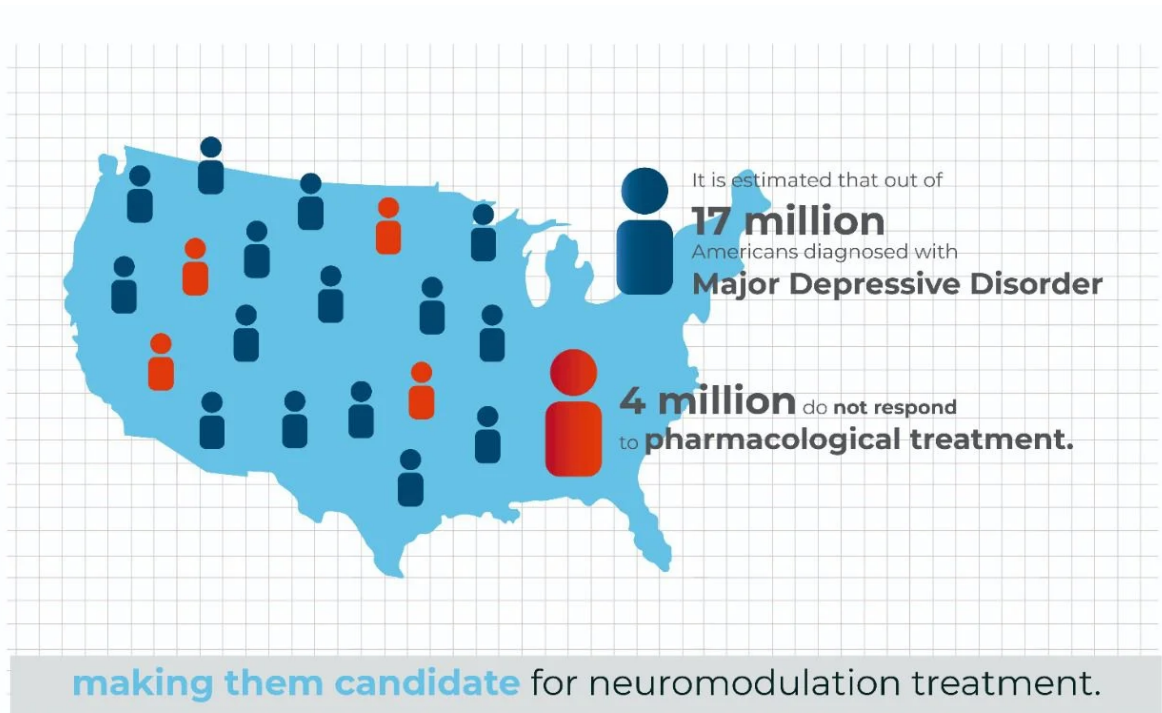 It is estimated that out of
17 million
Americans diagnosed with
Major Depressive Disorder
4 million do not respond
to pharmacological treatment.
making them candidate for neuromodulation treatment.